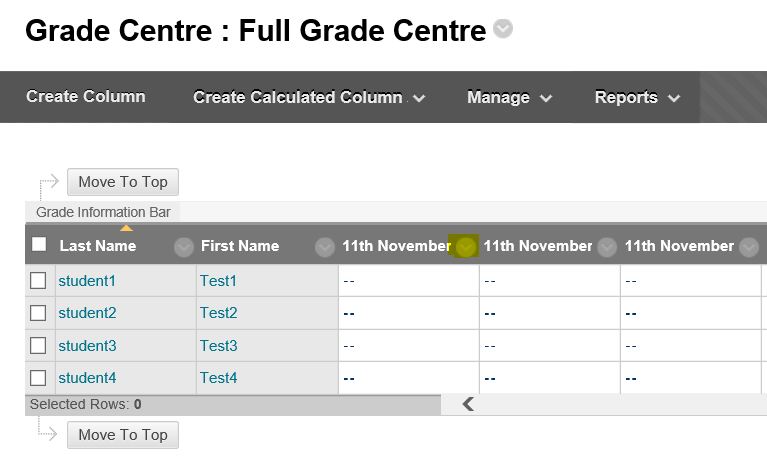 Grade Centre : Full Grade Centre
Create Column Create Calculated Column Manage Reports
Move To Top
Grade Information Bar
Last Name First Name 11th November 11th November 11th November
student1 Test1 -- -- --
student2 Test2 -- -- --
student3 Test3 -- -- --
student4 Test4 -- -- --
Selected Rows: 0
Move To Top